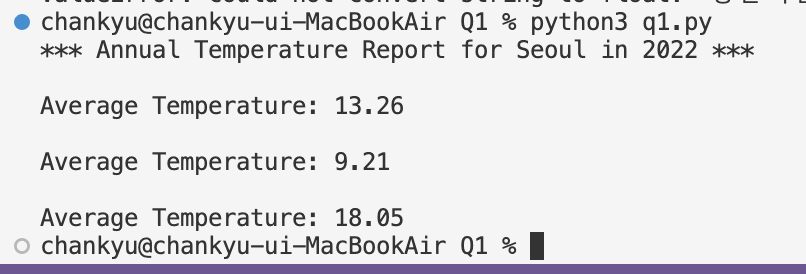 chankyu@chankyu-ui-MacBookAir Q1 % python3 q1.py
*** Annual Temperature Report for Seoul in 2022 ***
Average Temperature: 13.26
Average Temperature: 9.21
Average Temperature: 18.05
chankyu@chankyu-ui-MacBookAir Q1 %